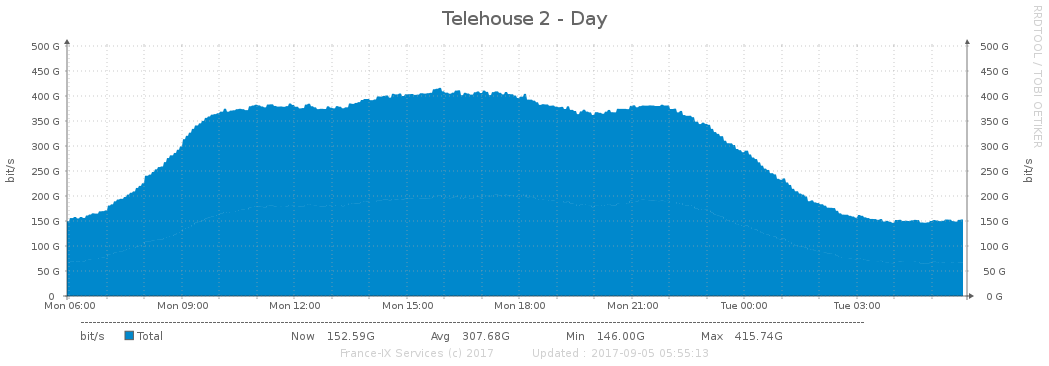 Telehouse 2 - Day
RRDTOOL / TOBI OETIKER
500 G 500 G
450 G 450 G
400 G 400 G
350 G 350 G
300 G 300 G
250 G 250 G
200 G 200 G
150 G 150 G
100 G 100 G
50 G 50 G
0 0 G
bit/s bit/s
Mon 06:00 Mon 09:00 Mon 12:00 Mon 15:00 Mon 18:00 Mon 21:00 Tue 00:00 Tue 03:00
bit/s Total Now 152.59G Avg 307.68G Min 146.00G Max 415.74G
France-IX Services (c) 2017 Updated : 2017-09-05 05:55:13